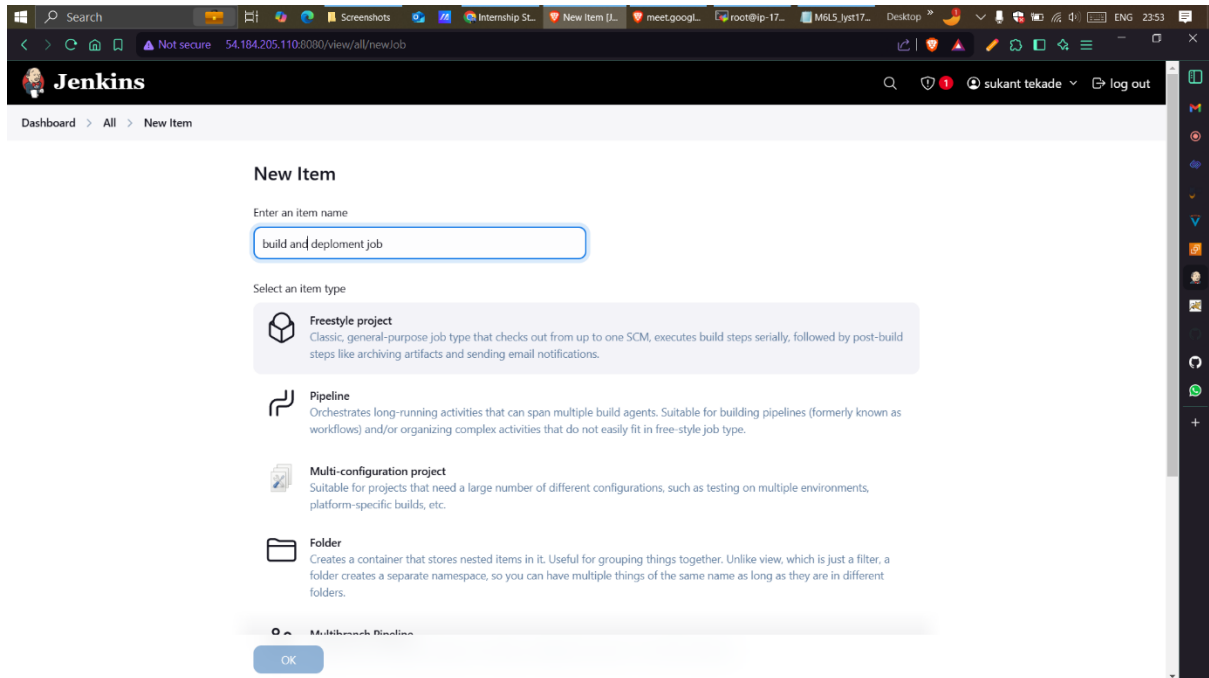 Search
Screenshots
Internship St...
New Item [J...
meet.googl...
root@ip-17...
M6L5_lyst17...
Desktop
»
ENG
23:53
Not secure
54.184.205.110:8080/view/all/newJob
Jenkins
1
sukant tekade
log out
Dashboard > All > New Item
New Item
Enter an item name
build and deploment job
Select an item type
Freestyle project
Classic, general-purpose job type that checks out from up to one SCM, executes build steps serially, followed by post-build
steps like archiving artifacts and sending email notifications.
Pipeline
Orchestrates long-running activities that can span multiple build agents. Suitable for building pipelines (formerly known as
workflows) and/or organizing complex activities that do not easily fit in free-style job type.
Multi-configuration project
Suitable for projects that need a large number of different configurations, such as testing on multiple environments,
platform-specific builds, etc.
Folder
Creates a container that stores nested items in it. Useful for grouping things together. Unlike view, which is just a filter, a
folder creates a separate namespace, so you can have multiple things of the same name as long as they are in different
folders.
Multibranch Pipeline
OK